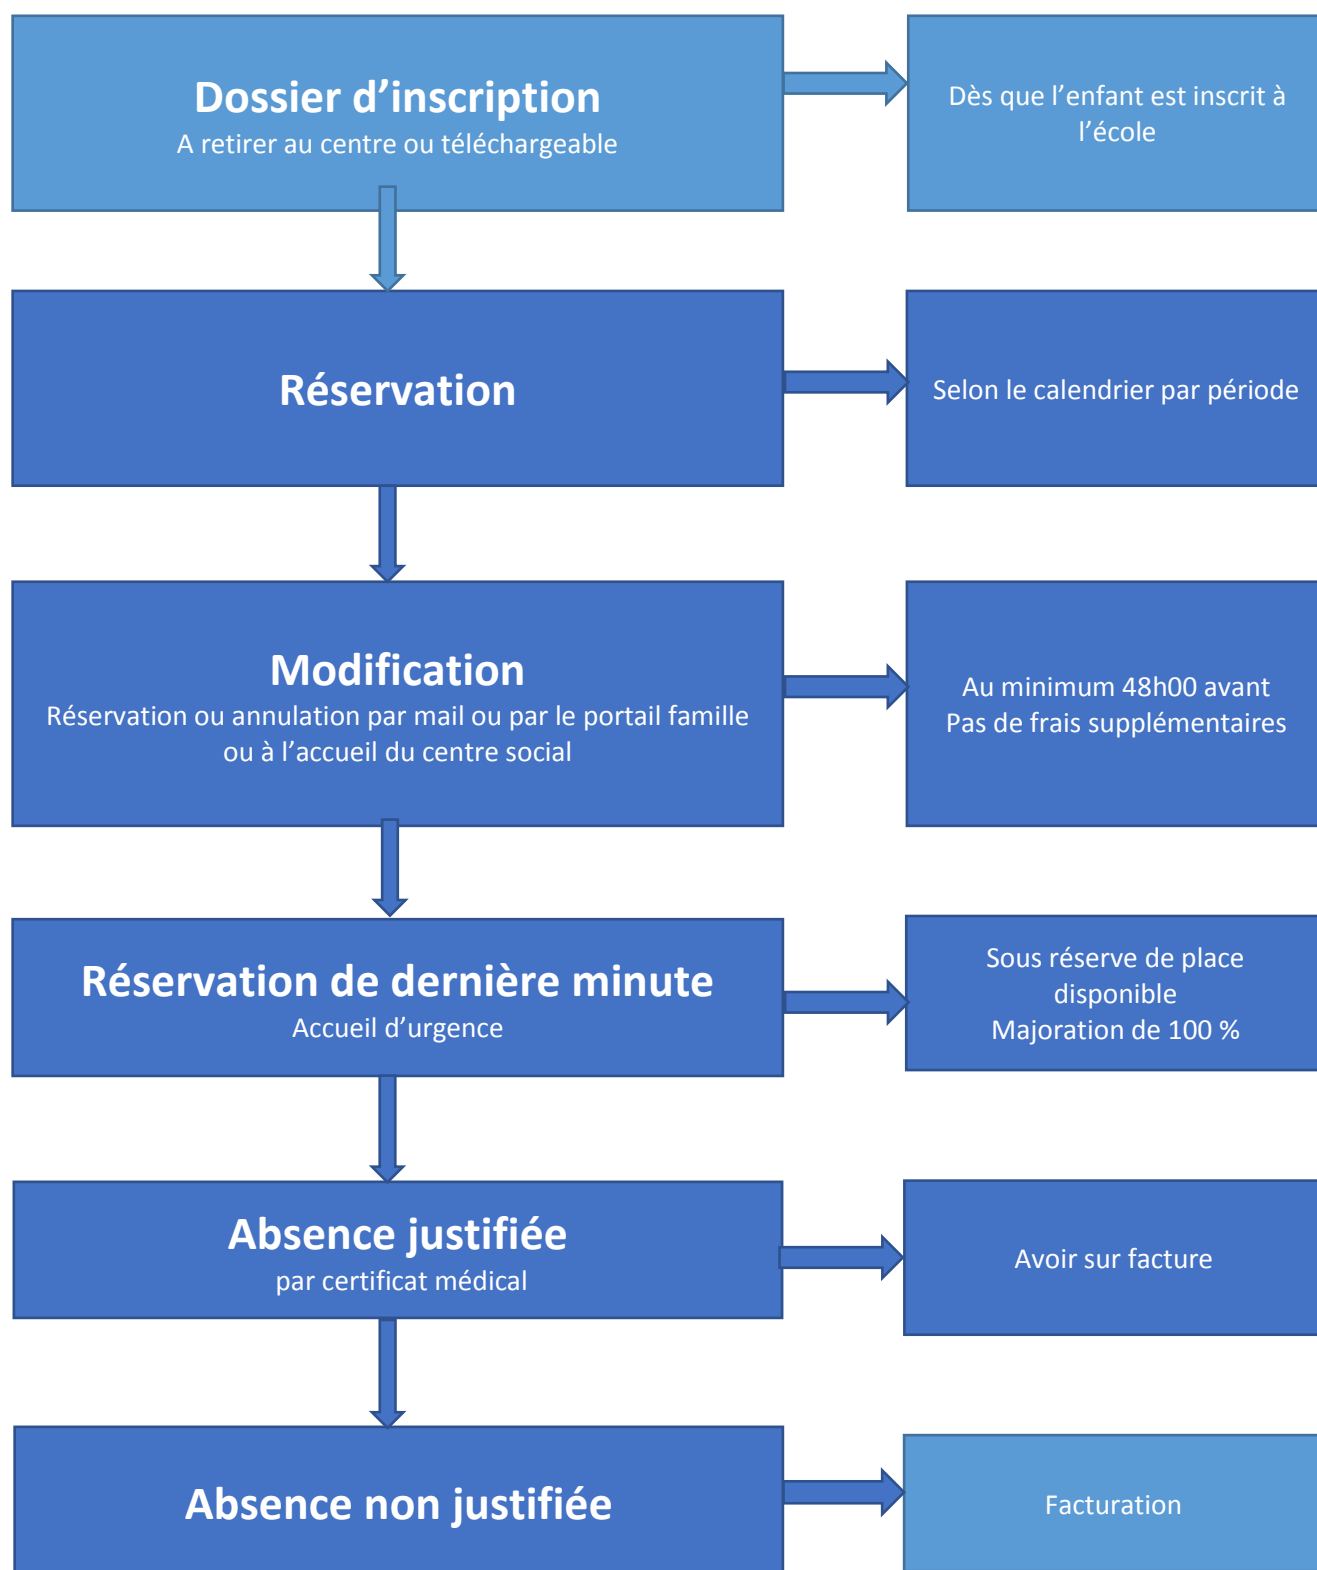 Dossier d’inscription
A retirer au centre ou téléchargeable
Dès que l’enfant est inscrit à
l’école
Réservation
Selon le calendrier par période
Modification
Réservation ou annulation par mail ou par le portail famille
ou à l’accueil du centre social
Au minimum 48h00 avant
Pas de frais supplémentaires
Réservation de dernière minute
Accueil d’urgence
Sous réserve de place
disponible
Majoration de 100 %
Absence justifiée
par certificat médical
Avoir sur facture
Absence non justifiée
Facturation